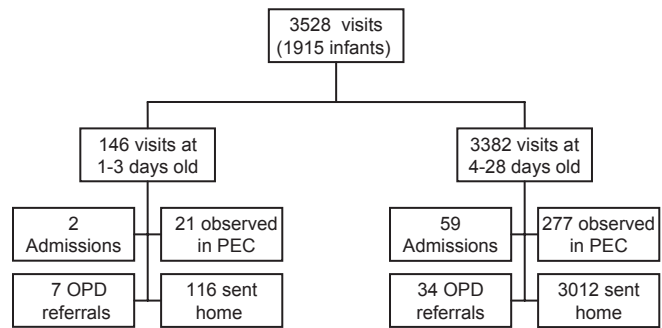 3528 visits
(1915 infants)
146 visits at
1-3 days old
3382 visits at
4-28 days old
2
Admissions
21 observed
in PEC
59
Admissions
277 observed
in PEC
7 OPD
referrals
116 sent
home
34 OPD
referrals
3012 sent
home